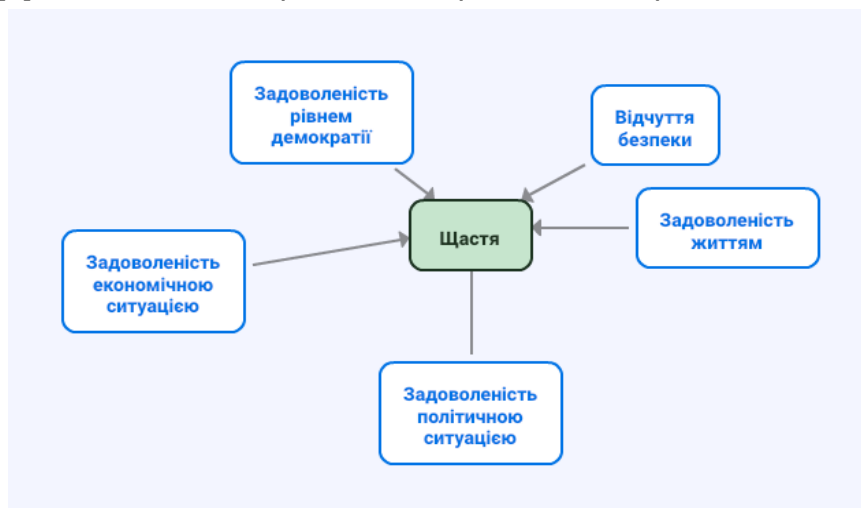 Задоволеність
рівнем
демократії
Відчуття
безпеки
Задоволеність
життям
Щастя
Задоволеність
економічною
ситуацією
Задоволеність
політичною
ситуацією